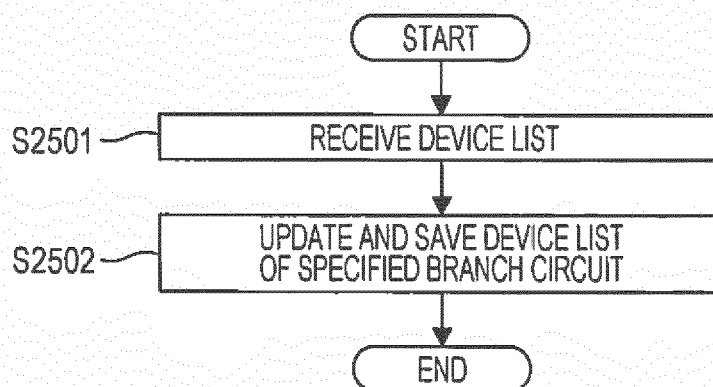 START
S2501
RECEIVE DEVICE LIST
S2502
UPDATE AND SAVE DEVICE LIST
OF SPECIFIED BRANCH CIRCUIT
END